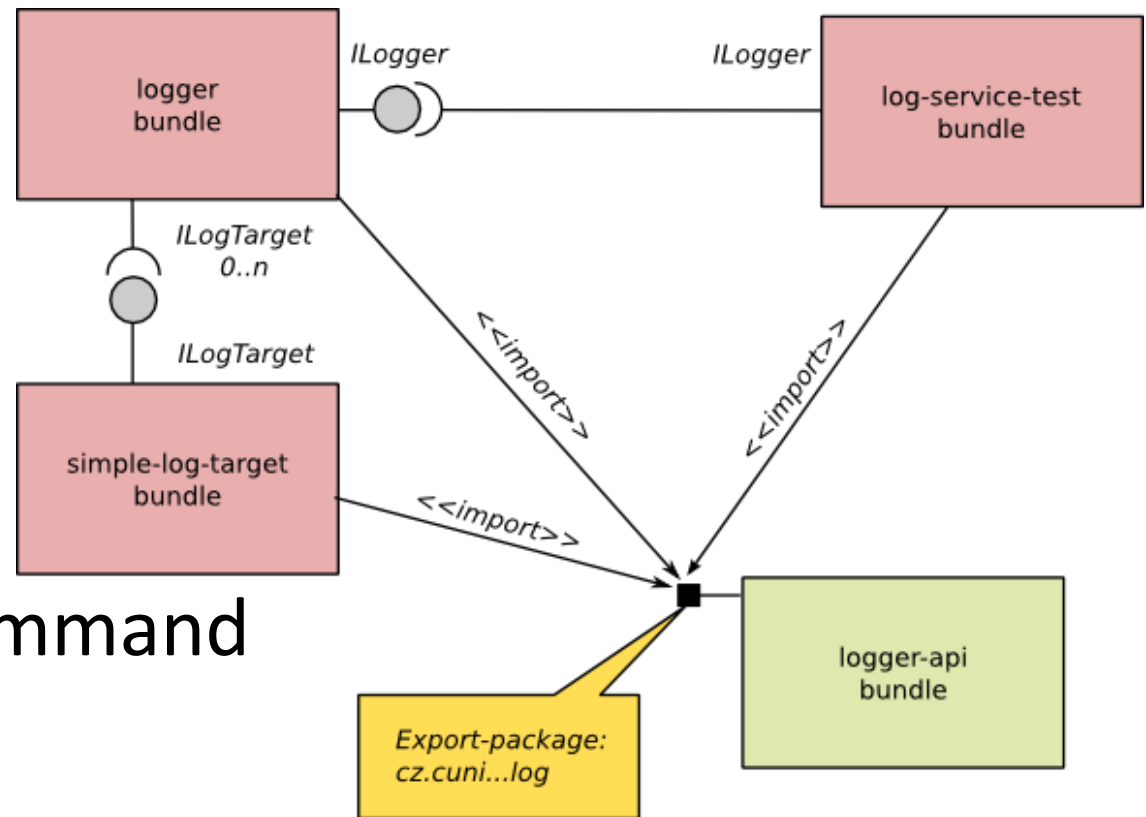 ILogger
ILogger
logger
bundle
log-service-test
bundle
ILogTarget
0..n
<<import>>
<<import>>
ILogTarget
simple-log-target
bundle
<<import>>
mmand
logger-api
bundle
Export-package:
cz.cuni...log